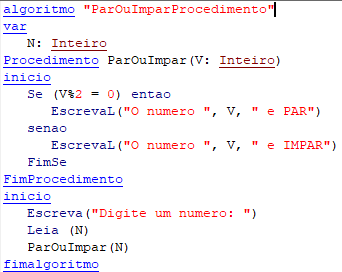 algoritmo "ParOuImparProcedimento"
var
   N: Inteiro
Procedimento ParOuImpar(V: Inteiro)
inicio
   Se (V%2 = 0) entao
      EscrevaL("O numero ", V, " e PAR")
   senao
      EscrevaL("O numero ", V, " e IMPAR")
   FimSe
FimProcedimento
inicio
   Escreva("Digite um numero: ")
   Leia (N)
   ParOuImpar(N)
fimalgoritmo